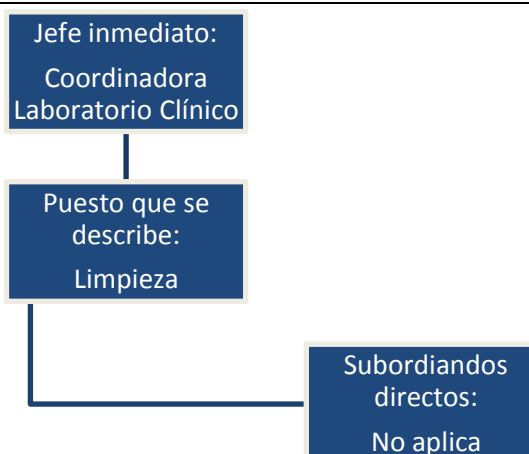 Jefe inmediato:
Coordinadora
Laboratorio Clínico
Puesto que se
describe:
Limpieza
Subordiandos
directos:
No aplica